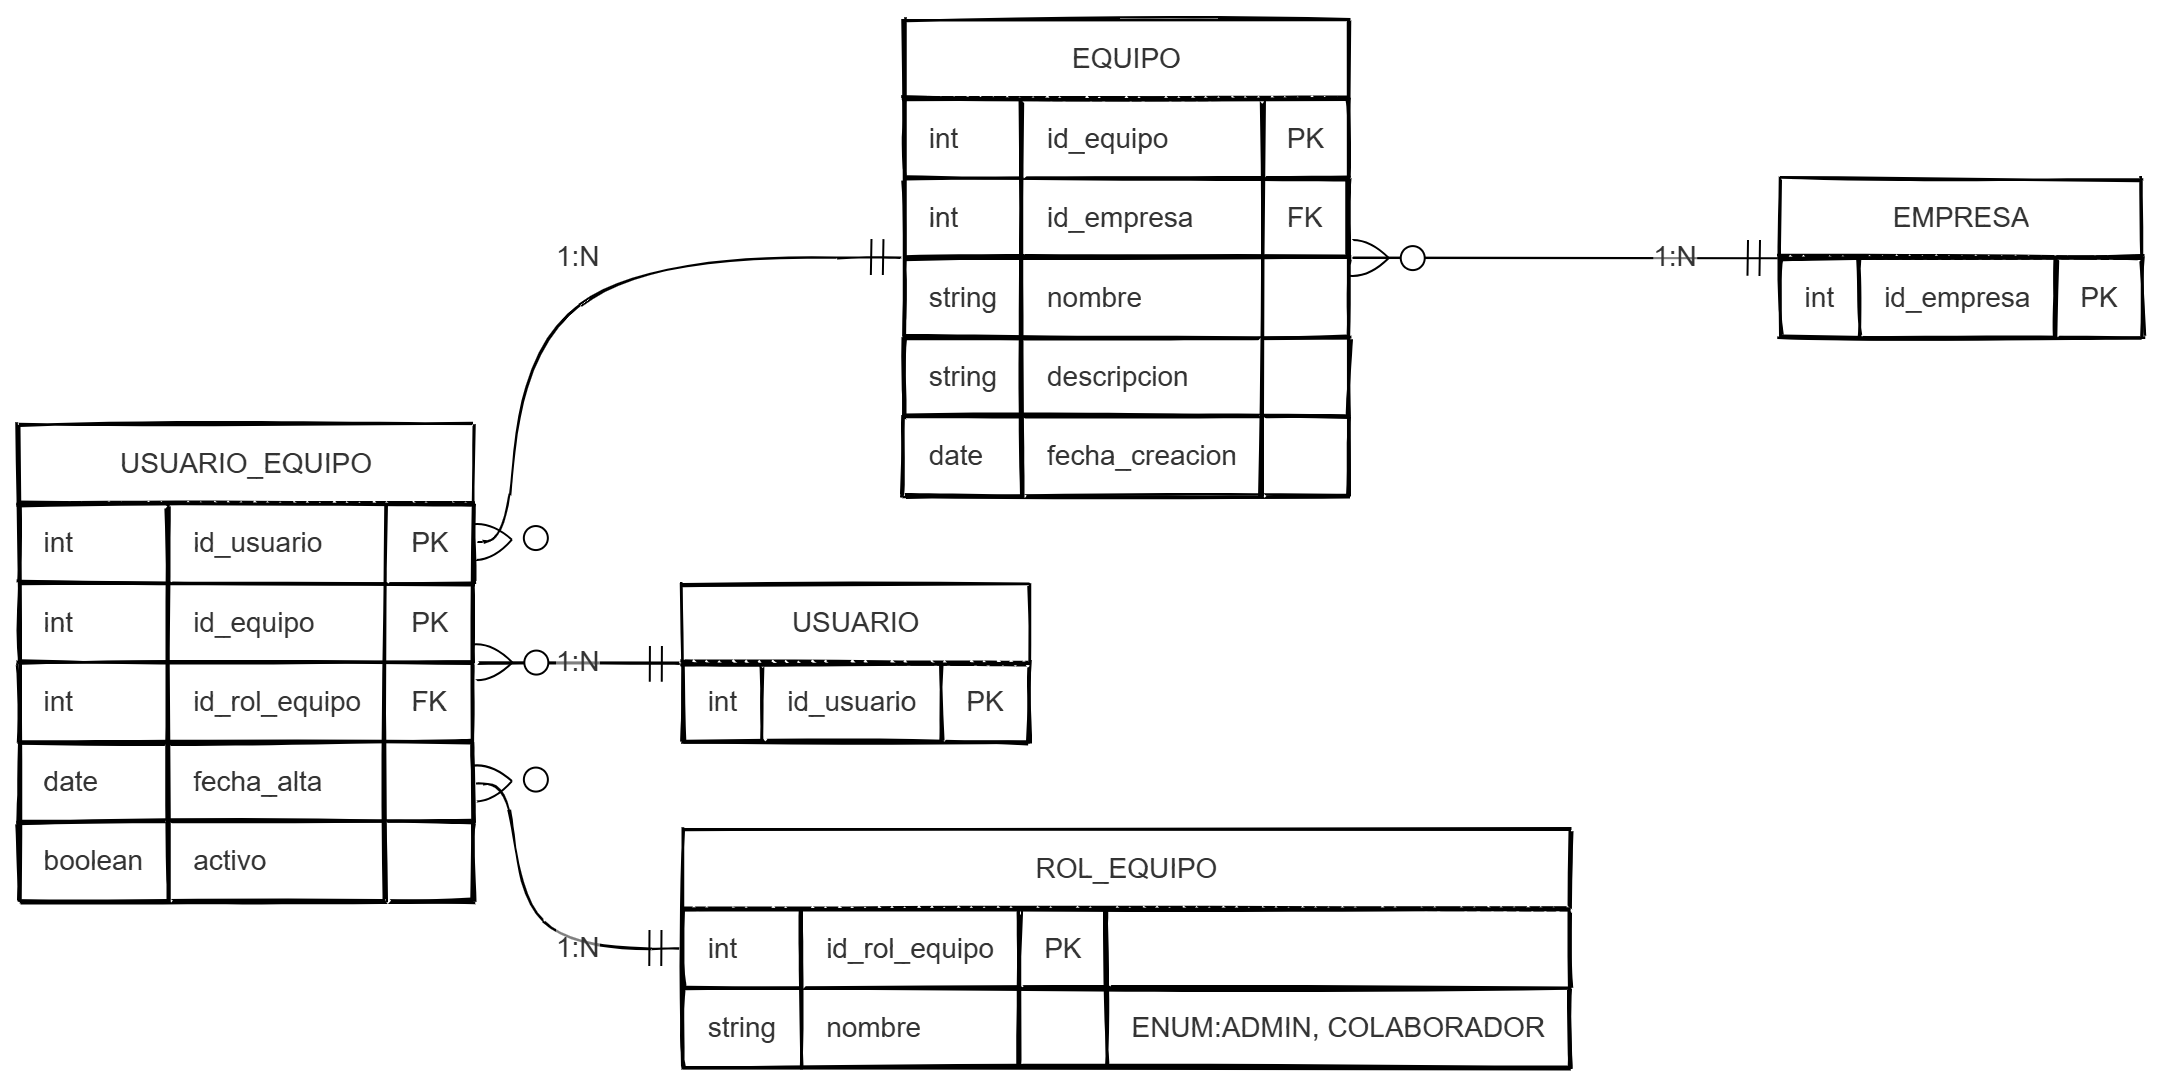 EQUIPO
int id_equipo PK
int id_empresa FK
string nombre
string descripcion
date fecha_creacion
EMPRESA
int id_empresa PK
1:N
1:N
USUARIO_EQUIPO
int id_usuario PK
int id_equipo PK
int id_rol_equipo FK
date fecha_alta
boolean activo
1:N
USUARIO
int id_usuario PK
1:N
ROL_EQUIPO
int id_rol_equipo PK
string nombre ENUM:ADMIN, COLABORADOR